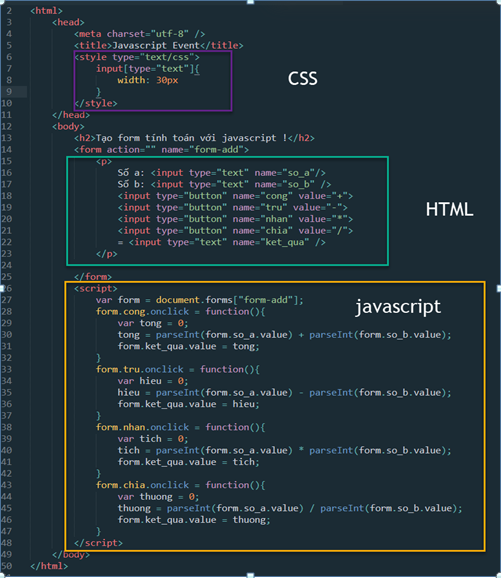 2 <html>
3 <head>
4 <meta charset="utf-8" />
5 <title>Javascript Event</title>
6 <style type="text/css">
7 input[type="text"]{
8 width: 30px
9 }
10 </style>
CSS
11 </head>
12 <body>
13 <h2>Tạo form tính toán với javascript !</h2>
14 <form action="" name="form-add">
15 <p>
16 Số a: <input type="text" name="so_a"/>
17 Số b: <input type="text" name="so_b" />
18 <input type="button" name="cong" value="+">
19 <input type="button" name="tru" value="-">
20 <input type="button" name="nhan" value="*">
21 <input type="button" name="chia" value="/">
22 = <input type="text" name="ket_qua" />
23 </p>
HTML
24
25 </form>
26 <script>
27 var form = document.forms["form-add"];
28 form.cong.onclick = function(){
29 var tong = 0;
30 tong = parseInt(form.so_a.value) + parseInt(form.so_b.value);
31 form.ket_qua.value = tong;
32 }
33 form.tru.onclick = function(){
34 var hieu = 0;
35 hieu = parseInt(form.so_a.value) - parseInt(form.so_b.value);
36 form.ket_qua.value = hieu;
37 }
38 form.nhan.onclick = function(){
39 var tich = 0;
40 tich = parseInt(form.so_a.value) * parseInt(form.so_b.value);
41 form.ket_qua.value = tich;
42 }
43 form.chia.onclick = function(){
44 var thuong = 0;
45 thuong = parseInt(form.so_a.value) / parseInt(form.so_b.value);
46 form.ket_qua.value = thuong;
47 }
48 </script>
javascript
49 </body>
50 </html>